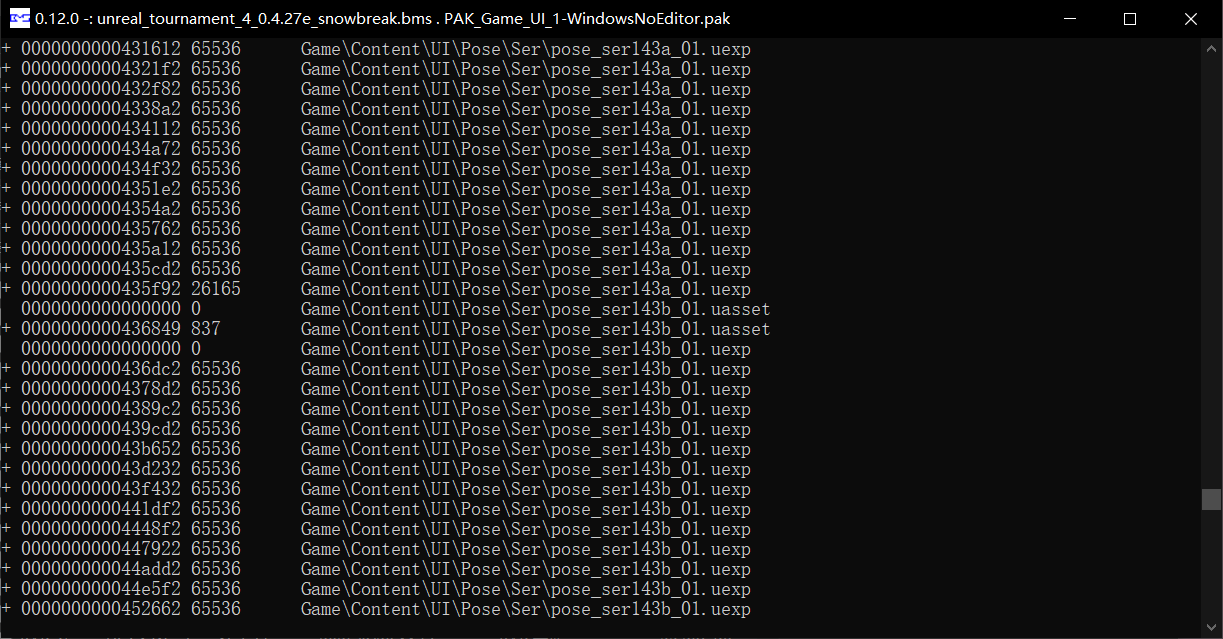 0.12.0 -: unreal_tournament_4_0.4.27e_snowbreak.bms . PAK_Game_UI_1-WindowsNoEditor.pak
+ 0000000000431612 65536      Game\Content\UI\Pose\Ser\pose_ser143a_01.uexp
+ 00000000004321f2 65536      Game\Content\UI\Pose\Ser\pose_ser143a_01.uexp
+ 0000000000432f82 65536      Game\Content\UI\Pose\Ser\pose_ser143a_01.uexp
+ 00000000004338a2 65536      Game\Content\UI\Pose\Ser\pose_ser143a_01.uexp
+ 0000000000434112 65536      Game\Content\UI\Pose\Ser\pose_ser143a_01.uexp
+ 0000000000434a72 65536      Game\Content\UI\Pose\Ser\pose_ser143a_01.uexp
+ 0000000000434f32 65536      Game\Content\UI\Pose\Ser\pose_ser143a_01.uexp
+ 00000000004351e2 65536      Game\Content\UI\Pose\Ser\pose_ser143a_01.uexp
+ 00000000004354a2 65536      Game\Content\UI\Pose\Ser\pose_ser143a_01.uexp
+ 0000000000435762 65536      Game\Content\UI\Pose\Ser\pose_ser143a_01.uexp
+ 0000000000435a12 65536      Game\Content\UI\Pose\Ser\pose_ser143a_01.uexp
+ 0000000000435cd2 65536      Game\Content\UI\Pose\Ser\pose_ser143a_01.uexp
+ 0000000000435f92 26165      Game\Content\UI\Pose\Ser\pose_ser143a_01.uexp
  0000000000000000 0          Game\Content\UI\Pose\Ser\pose_ser143b_01.uasset
+ 0000000000436849 837        Game\Content\UI\Pose\Ser\pose_ser143b_01.uasset
  0000000000000000 0          Game\Content\UI\Pose\Ser\pose_ser143b_01.uexp
+ 0000000000436dc2 65536      Game\Content\UI\Pose\Ser\pose_ser143b_01.uexp
+ 00000000004378d2 65536      Game\Content\UI\Pose\Ser\pose_ser143b_01.uexp
+ 00000000004389c2 65536      Game\Content\UI\Pose\Ser\pose_ser143b_01.uexp
+ 0000000000439cd2 65536      Game\Content\UI\Pose\Ser\pose_ser143b_01.uexp
+ 000000000043b652 65536      Game\Content\UI\Pose\Ser\pose_ser143b_01.uexp
+ 000000000043d232 65536      Game\Content\UI\Pose\Ser\pose_ser143b_01.uexp
+ 000000000043f432 65536      Game\Content\UI\Pose\Ser\pose_ser143b_01.uexp
+ 0000000000441df2 65536      Game\Content\UI\Pose\Ser\pose_ser143b_01.uexp
+ 00000000004448f2 65536      Game\Content\UI\Pose\Ser\pose_ser143b_01.uexp
+ 0000000000447922 65536      Game\Content\UI\Pose\Ser\pose_ser143b_01.uexp
+ 000000000044add2 65536      Game\Content\UI\Pose\Ser\pose_ser143b_01.uexp
+ 000000000044e5f2 65536      Game\Content\UI\Pose\Ser\pose_ser143b_01.uexp
+ 0000000000452662 65536      Game\Content\UI\Pose\Ser\pose_ser143b_01.uexp